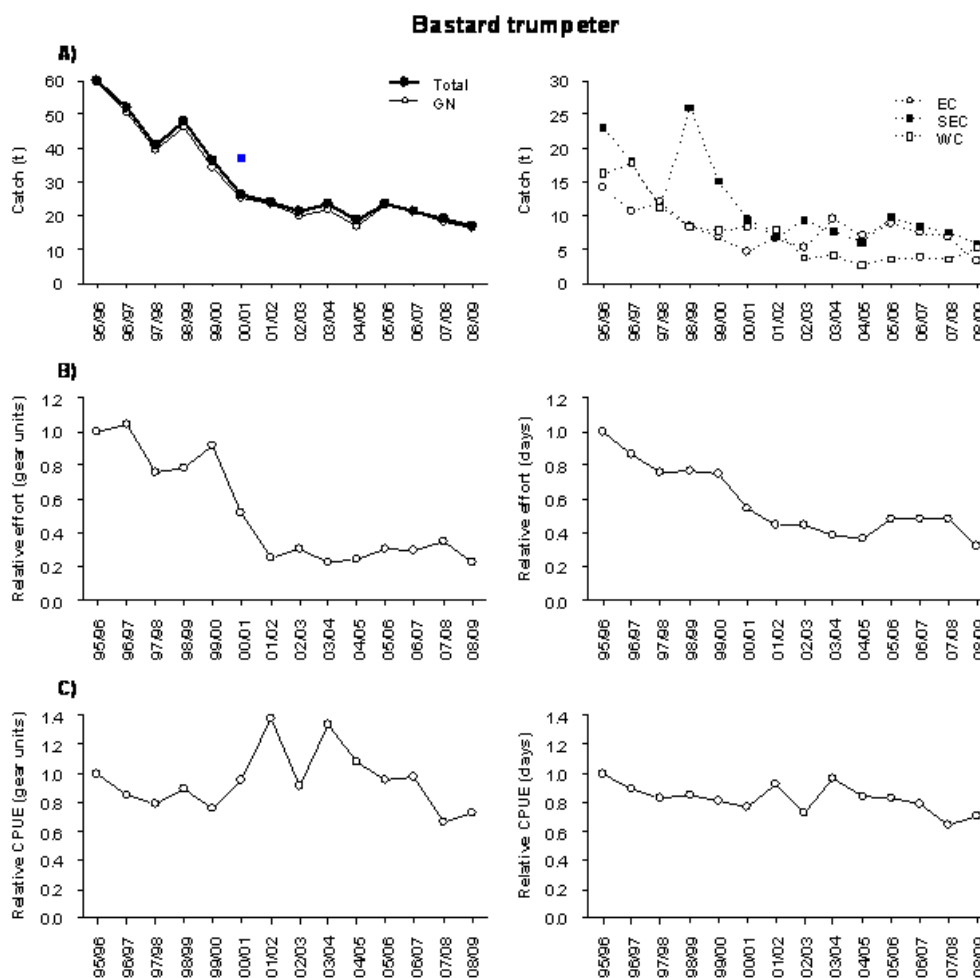 Bastard trumpeter
A)
Catch (t)
60
50
40
30
20
10
0
Total
GN
95/96 96/97 97/98 98/99 99/00 00/01 01/02 02/03 03/04 04/05 05/06 06/07 07/08 08/09
Catch (t)
30
25
20
15
10
5
0
EC
SEC
WC
95/96 96/97 97/98 98/99 99/00 00/01 01/02 02/03 03/04 04/05 05/06 06/07 07/08 08/09
B)
Relative effort (gear units)
1.2
1.0
0.8
0.6
0.4
0.2
0.0
95/96 96/97 97/98 98/99 99/00 00/01 01/02 02/03 03/04 04/05 05/06 06/07 07/08 08/09
Relative effort (days)
1.2
1.0
0.8
0.6
0.4
0.2
0.0
95/96 96/97 97/98 98/99 99/00 00/01 01/02 02/03 03/04 04/05 05/06 06/07 07/08 08/09
C)
Relative CPUE (gear units)
1.4
1.2
1.0
0.8
0.6
0.4
0.2
0.0
95/96 96/97 97/98 98/99 99/00 00/01 01/02 02/03 03/04 04/05 05/06 06/07 07/08 08/09
Relative CPUE (days)
1.4
1.2
1.0
0.8
0.6
0.4
0.2
0.0
95/96 96/97 97/98 98/99 99/00 00/01 01/02 02/03 03/04 04/05 05/06 06/07 07/08 08/09